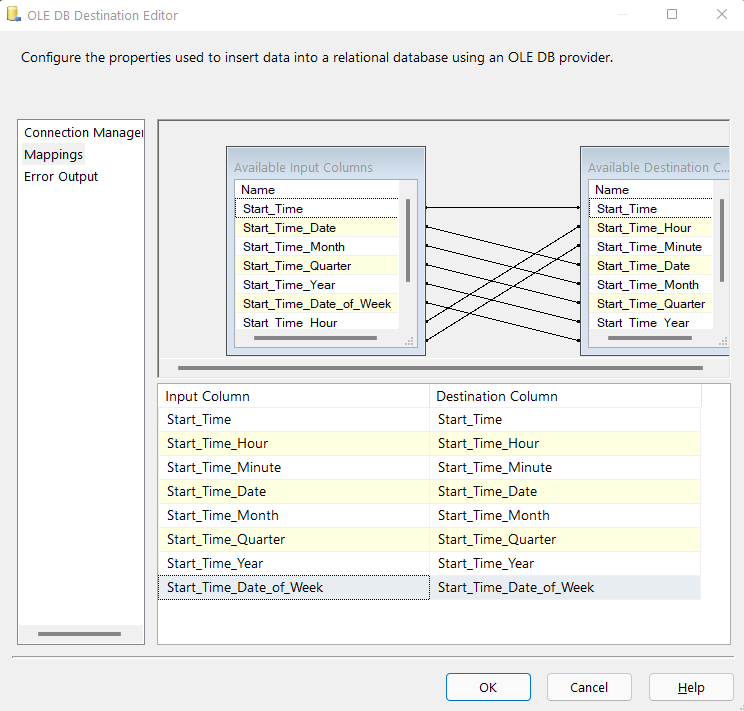 OLE DB Destination Editor
Configure the properties used to insert data into a relational database using an OLE DB provider.
Connection Manager
Mappings
Error Output
Available Input Columns
Name
Start_Time
Start_Time_Date
Start_Time_Month
Start_Time_Quarter
Start_Time_Year
Start_Time_Date_of_Week
Start_Time_Hour
Available Destination C...
Name
Start_Time
Start_Time_Hour
Start_Time_Minute
Start_Time_Date
Start_Time_Month
Start_Time_Quarter
Start_Time_Year
Input Column Destination Column
Start_Time Start_Time
Start_Time_Hour Start_Time_Hour
Start_Time_Minute Start_Time_Minute
Start_Time_Date Start_Time_Date
Start_Time_Month Start_Time_Month
Start_Time_Quarter Start_Time_Quarter
Start_Time_Year Start_Time_Year
Start_Time_Date_of_Week Start_Time_Date_of_Week
OK Cancel Help